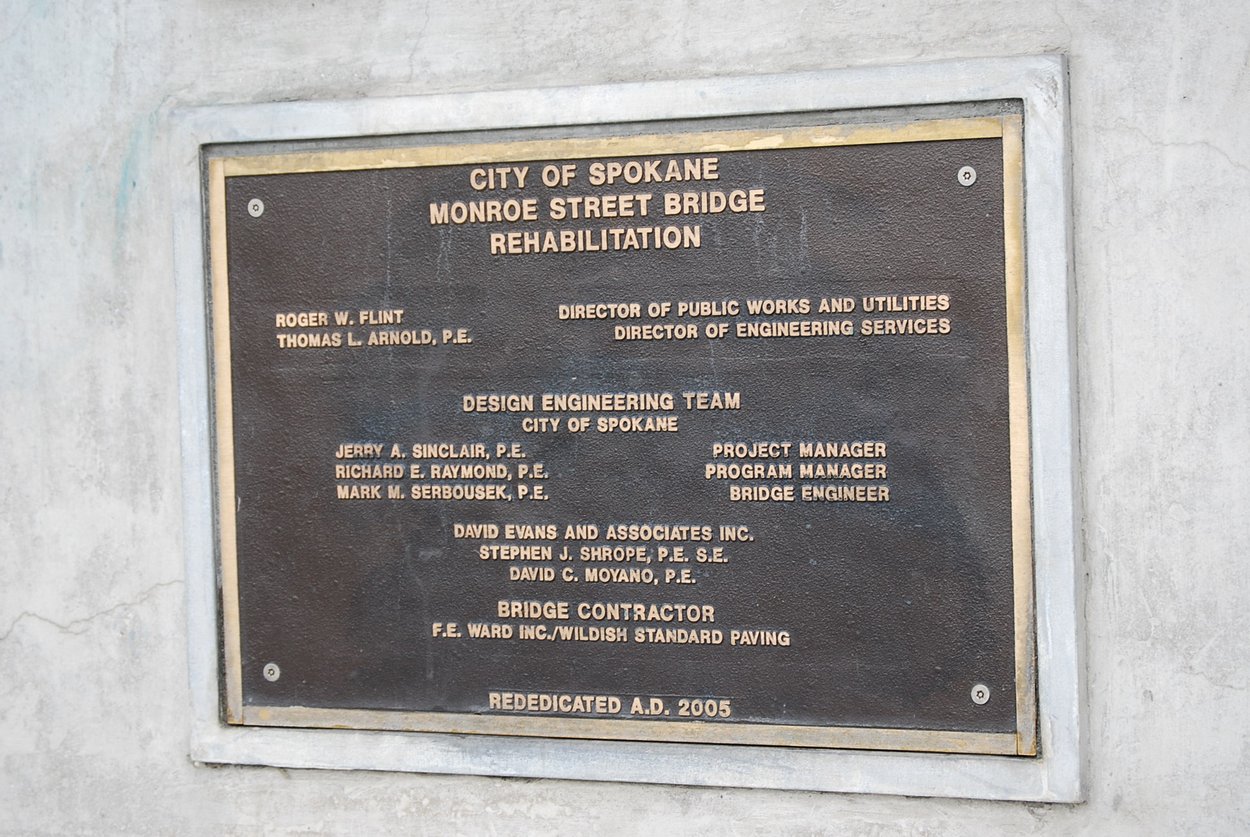 CITY OF SPOKANE
MONROE STREET BRIDGE
REHABILITATION
ROGER W. FLINT DIRECTOR OF PUBLIC WORKS AND UTILITIES
THOMAS L. ARNOLD, P.E. DIRECTOR OF ENGINEERING SERVICES
DESIGN ENGINEERING TEAM
CITY OF SPOKANE
JERRY A. SINCLAIR, P.E. PROJECT MANAGER
RICHARD E. RAYMOND, P.E. PROGRAM MANAGER
MARK M. SERBOUSEK, P.E. BRIDGE ENGINEER
DAVID EVANS AND ASSOCIATES INC.
STEPHEN J. SHROPE, P.E. S.E.
DAVID C. MOYANO, P.E.
BRIDGE CONTRACTOR
F.E. WARD INC./WILDISH STANDARD PAVING
REDEDICATED A.D. 2005